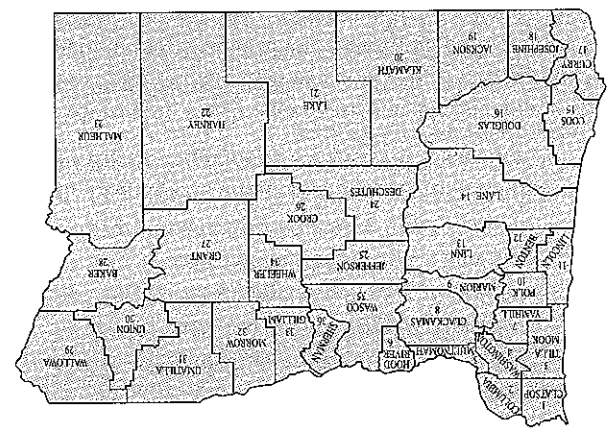 CLATSOP
1
COLUMBIA
2
TILLA
MOOK
3
WASHINGTON
4
MULTNOMAH
HOOD
RIVER
6
YAMHILL
7
CLACKAMAS
8
WASCO
35
SHERMAN
36
GILLIAM
33
MORROW
32
UMATILLA
31
UNION
30
WALLOWA
29
POLK
10
MARION
9
LINCOLN
11
BENTON
12
LINN
13
JEFFERSON
25
WHEELER
34
GRANT
27
BAKER
28
LANE 14
DESCHUTES
24
CROOK
26
COOS
15
DOUGLAS
16
HARNEY
22
MALHEUR
23
LAKE
21
KLAMATH
20
CURRY
17
JOSEPHINE
18
JACKSON
19